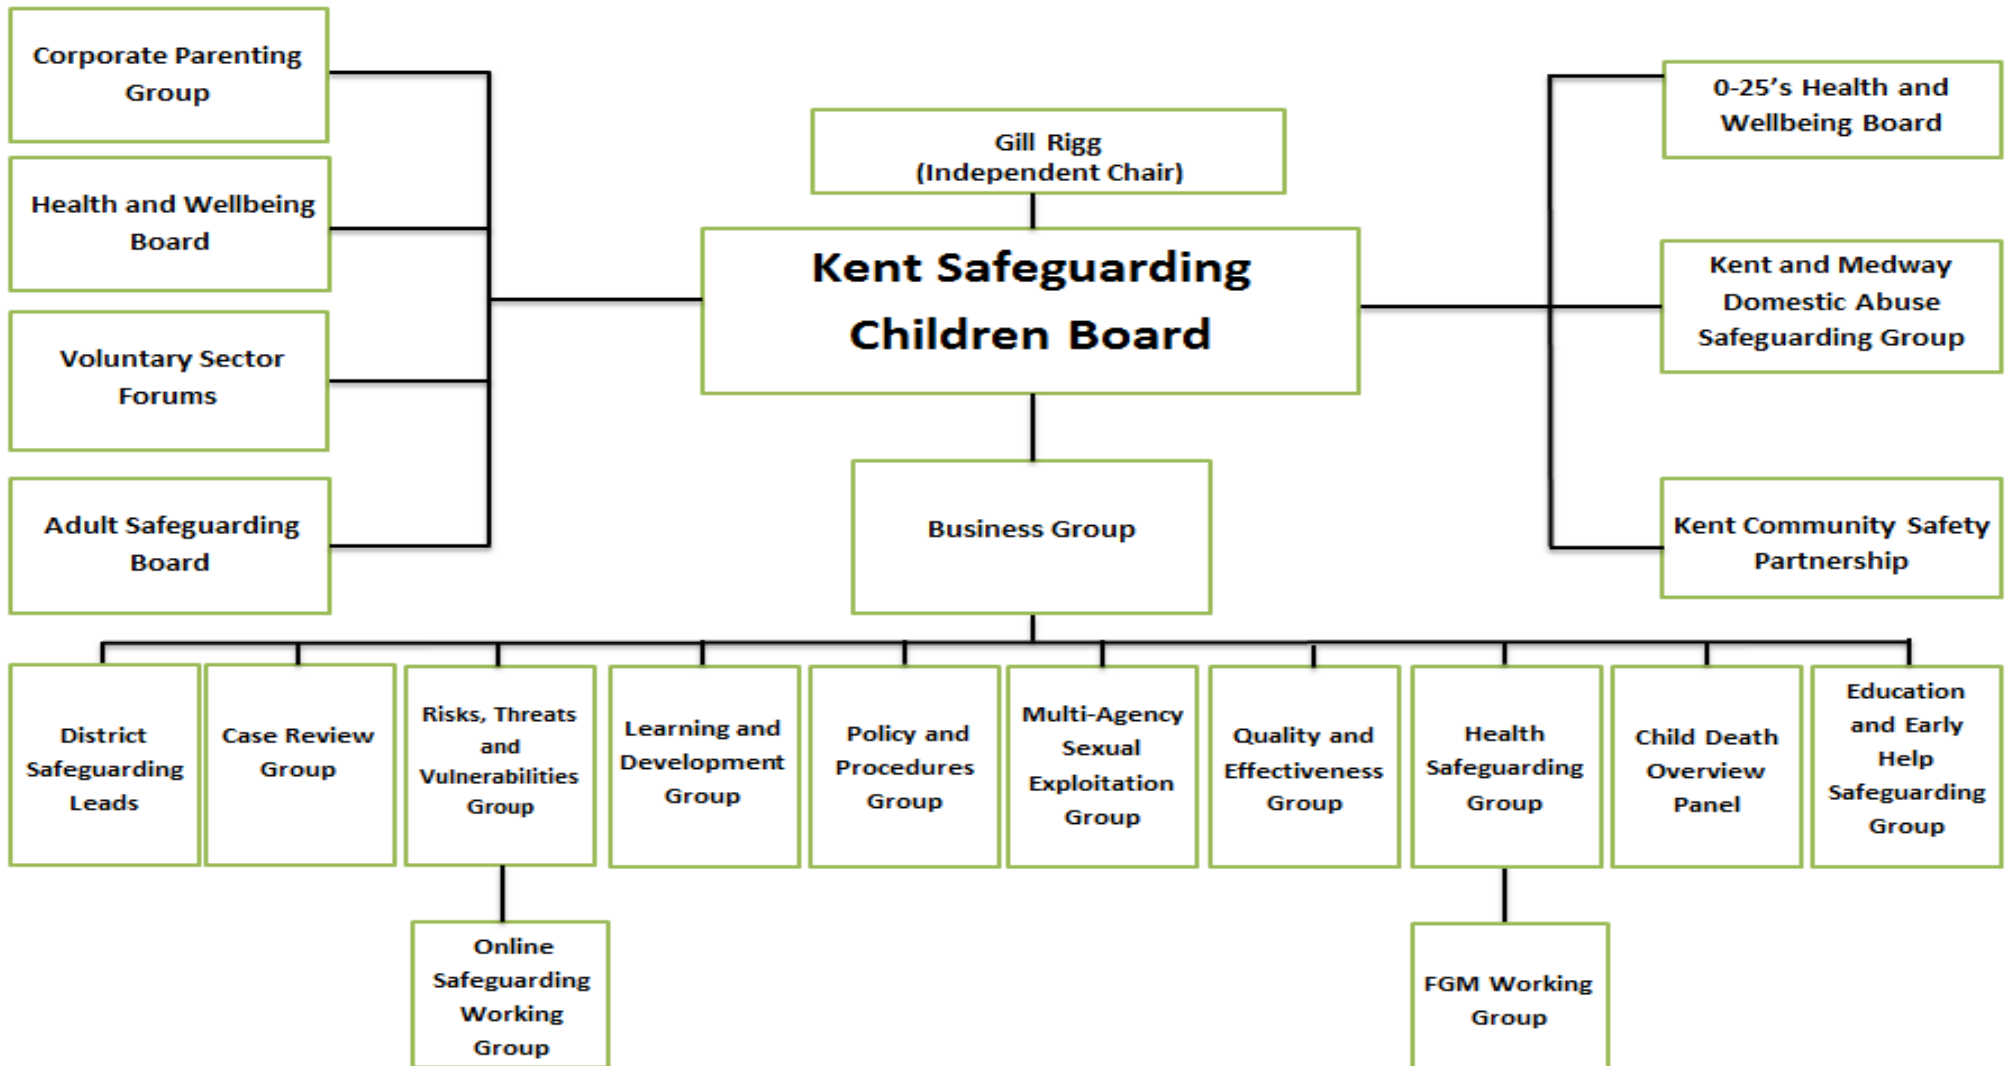 Corporate Parenting
Group
Health and Wellbeing
Board
Voluntary Sector
Forums
Adult Safeguarding
Board
Gill Rigg
(Independent Chair)
Kent Safeguarding
Children Board
Business Group
0-25’s Health and
Wellbeing Board
Kent and Medway
Domestic Abuse
Safeguarding Group
Kent Community Safety
Partnership
District
Safeguarding
Leads
Case Review
Group
Risks, Threats
and
Vulnerabilities
Group
Learning and
Development
Group
Policy and
Procedures
Group
Multi-Agency
Sexual
Exploitation
Group
Quality and
Effectiveness
Group
Health
Safeguarding
Group
Child Death
Overview
Panel
Education
and Early
Help
Safeguarding
Group
Online
Safeguarding
Working
Group
FGM Working
Group